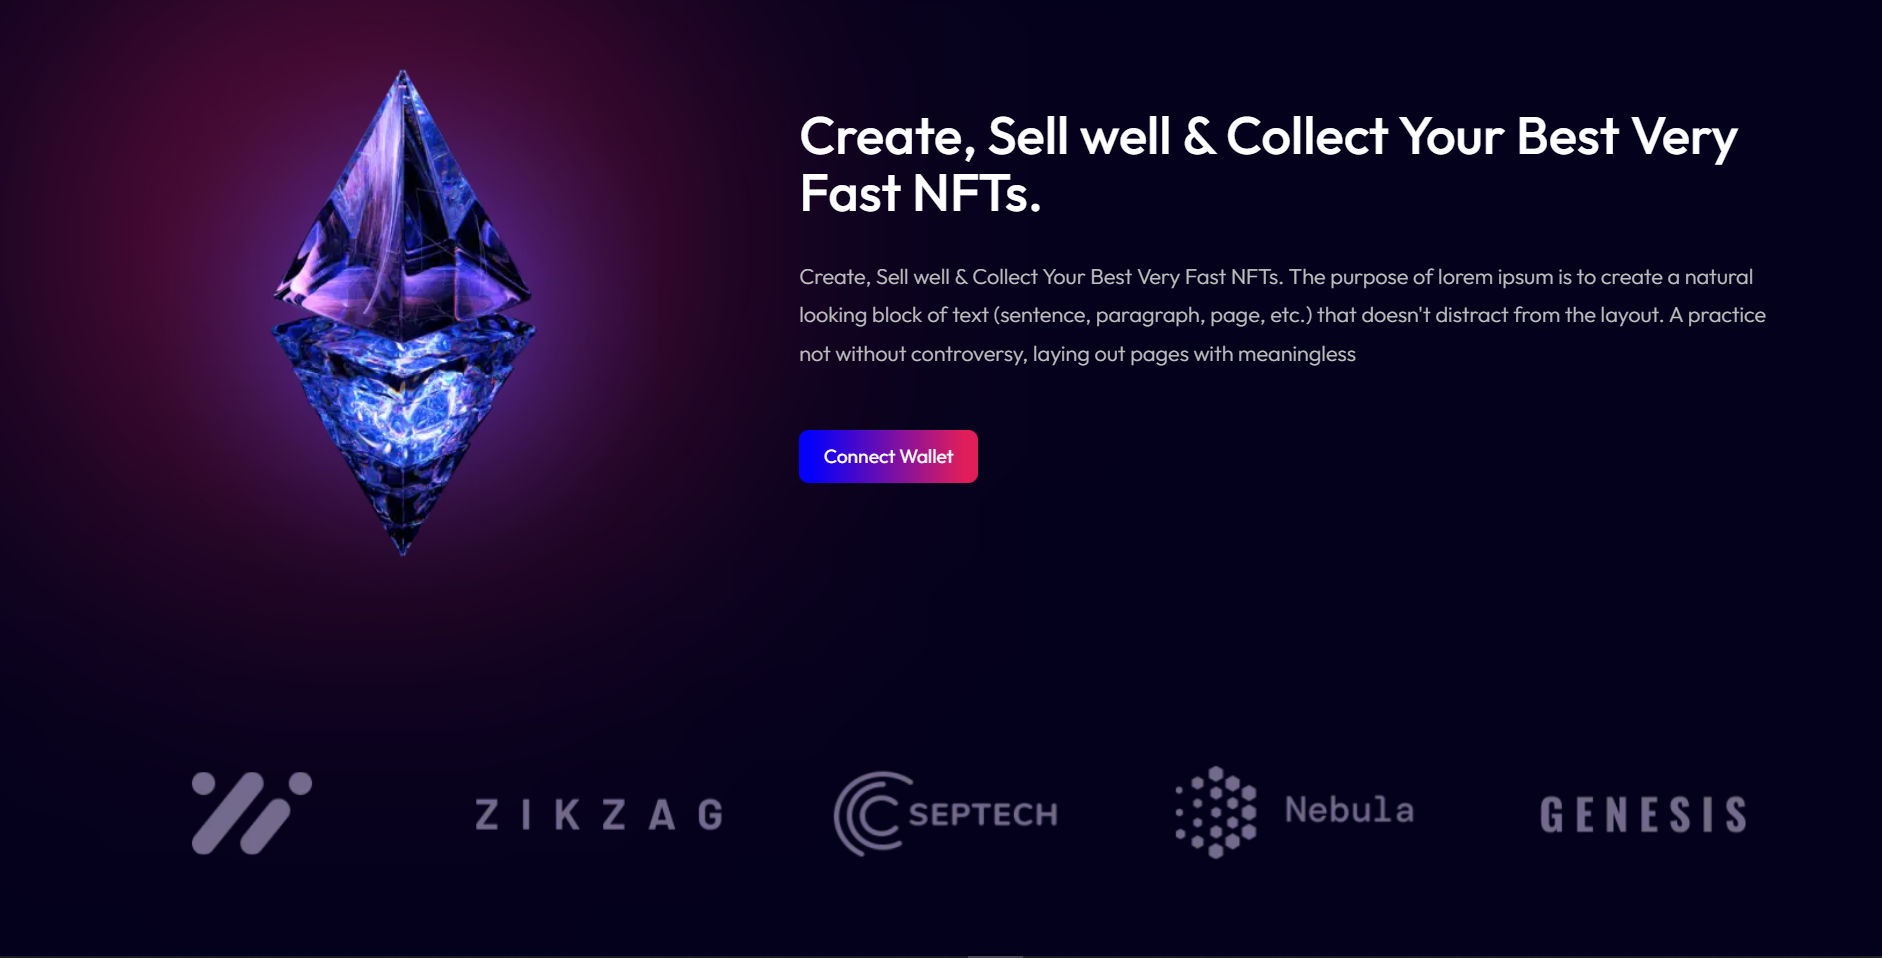 Create, Sell well & Collect Your Best Very
Fast NFTs.
Create, Sell well & Collect Your Best Very Fast NFTs. The purpose of lorem ipsum is to create a natural
looking block of text (sentence, paragraph, page, etc.) that doesn't distract from the layout. A practice
not without controversy, laying out pages with meaningless
Connect Wallet
ZIKZAG
SEPTECH
Nebula
GENESIS